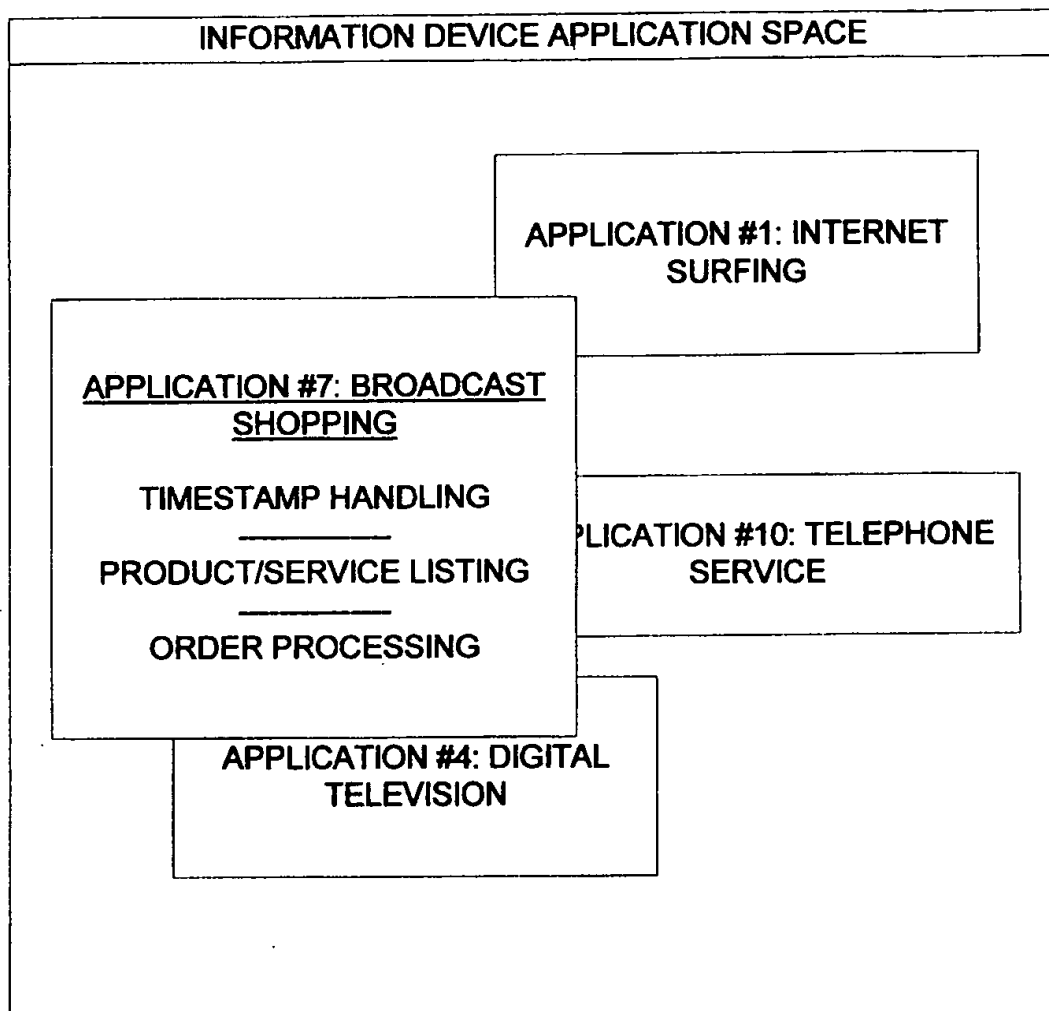 INFORMATION DEVICE APPLICATION SPACE
APPLICATION #1: INTERNET
SURFING
APPLICATION #7: BROADCAST
SHOPPING
TIMESTAMP HANDLING
PRODUCT/SERVICE LISTING
ORDER PROCESSING
PLICATION #10: TELEPHONE
SERVICE
APPLICATION #4: DIGITAL
TELEVISION